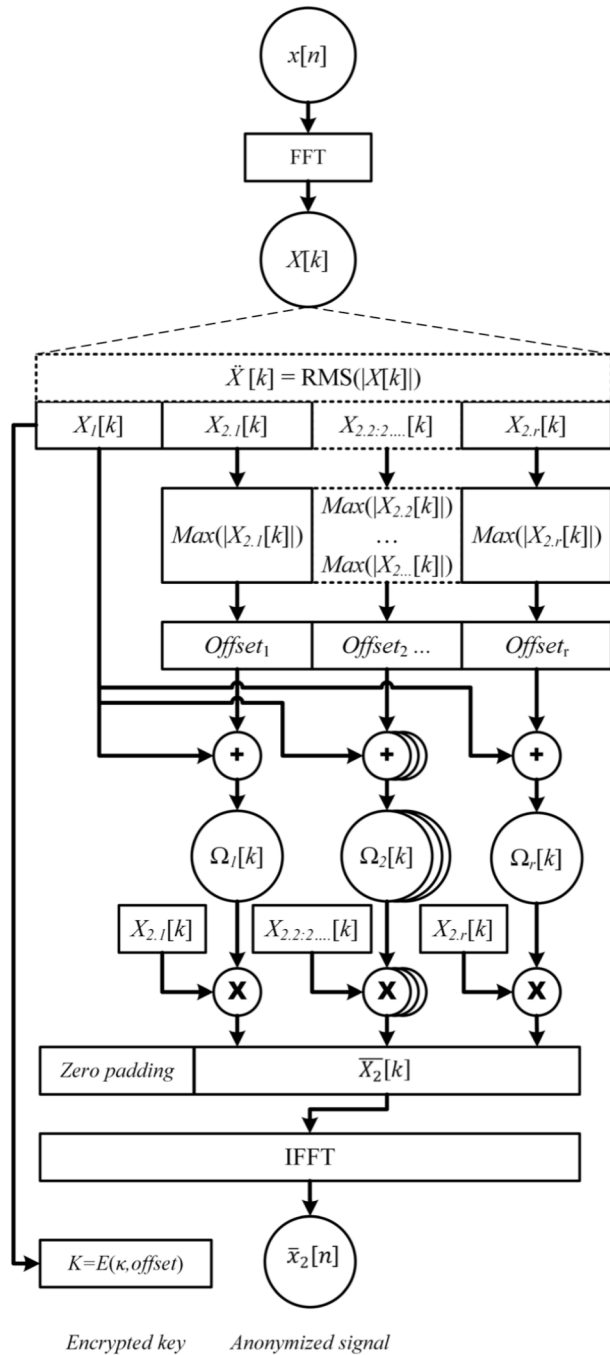 x[n]
FFT
X[k]
Ẍ [k] = RMS(|X[k]|)
X₁[k] X₂.₁[k] X₂.₂:₂....[k] X₂.ᵣ[k]
Max(|X₂.₁[k]|) Max(|X₂.₂[k]|) … Max(|X₂...[k]|) Max(|X₂.ᵣ[k]|)
Offset₁ Offset₂ ... Offsetᵣ
+ + +
Ω₁[k] Ω₂[k] Ωᵣ[k]
X₂.₁[k] X₂.₂:₂....[k] X₂.ᵣ[k]
X X X
Zero padding X̅₂[k]
IFFT
K=E(κ,offset) x̄₂[n]
Encrypted key Anonymized signal